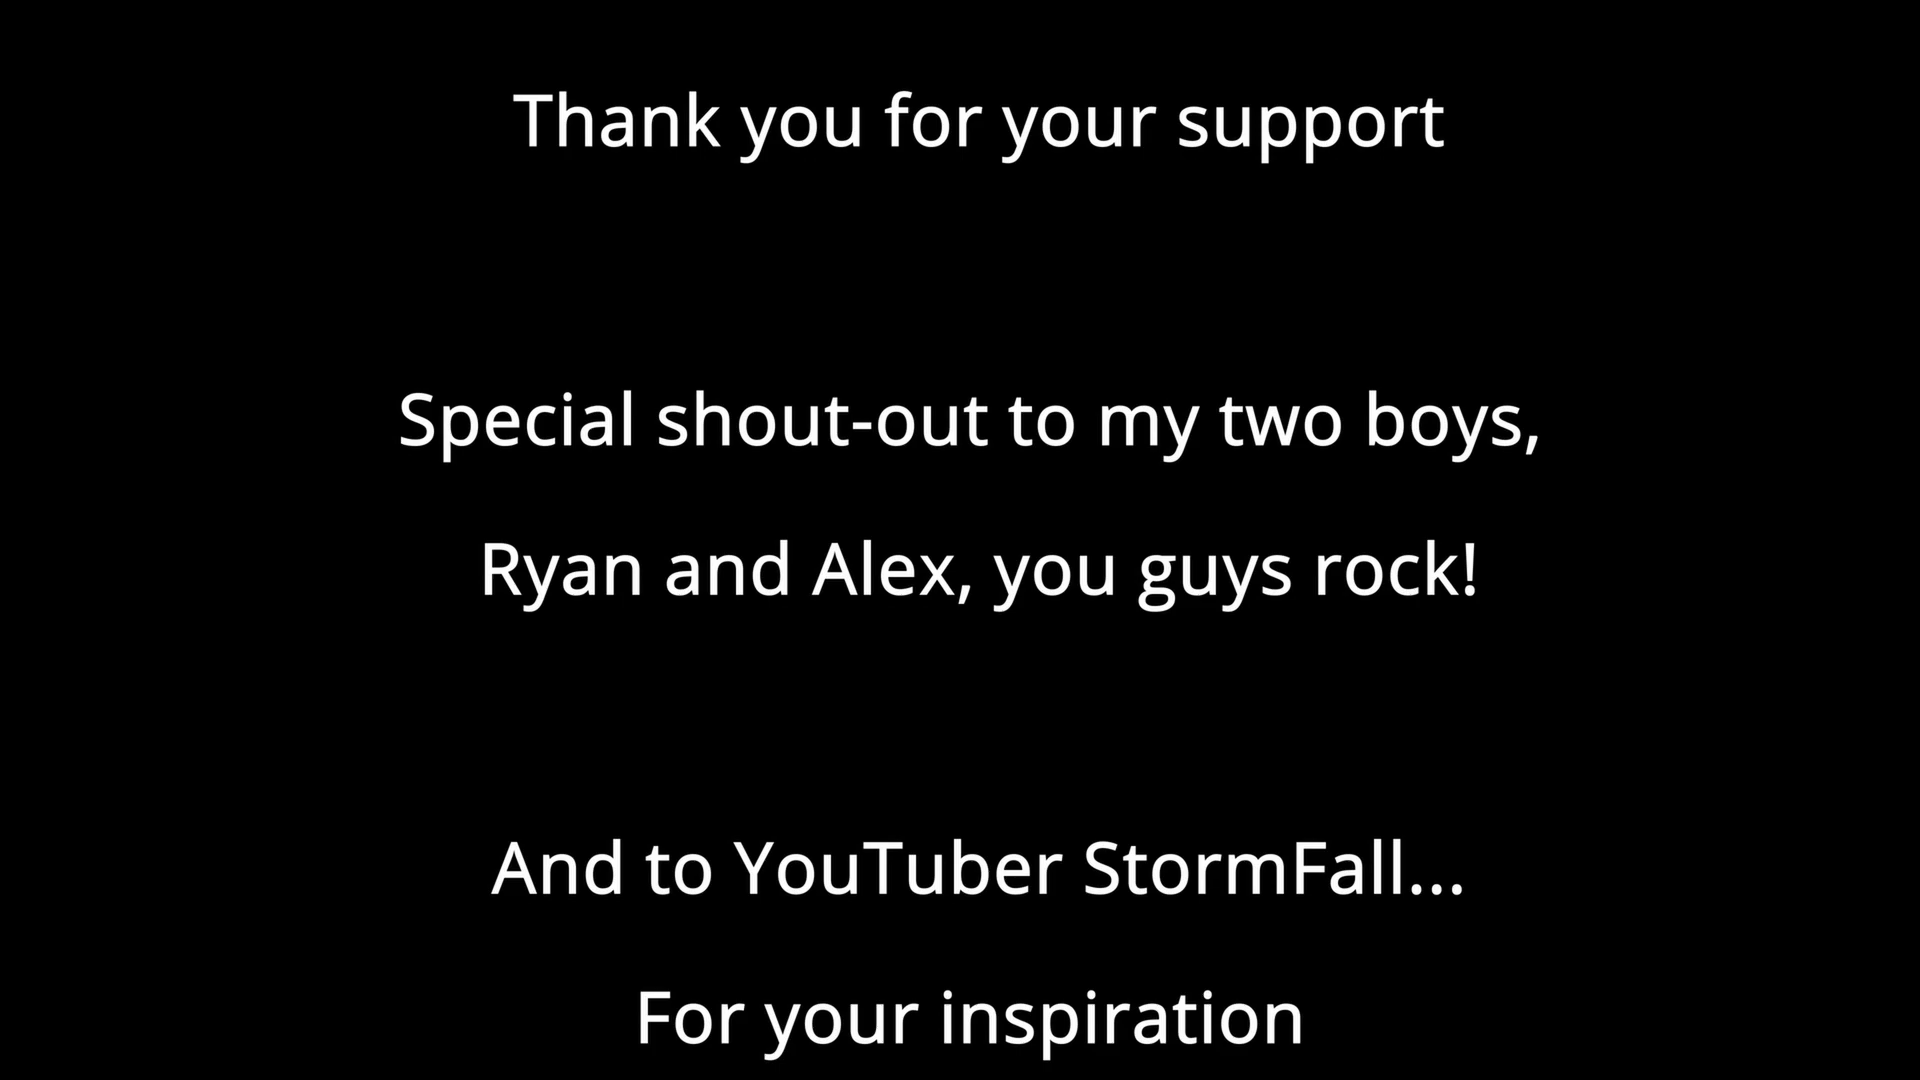 Thank you for your support
Special shout-out to my two boys,
Ryan and Alex, you guys rock!
And to YouTuber StormFall...
For your inspiration